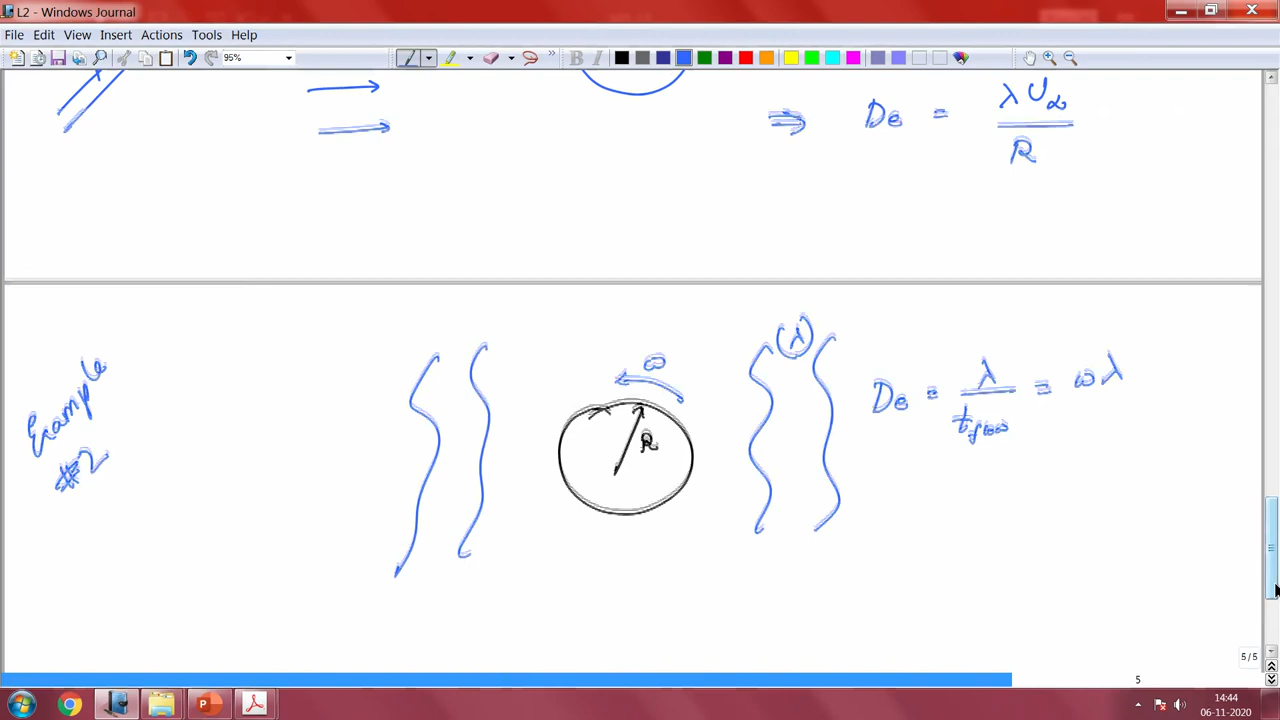 L2 - Windows Journal
File Edit View Insert Actions Tools Help
95%
B I
⇒ De = λU∞ / R
Example
#2
ω
R
(λ)
De = λ / tflow = ωλ
5/5
5
14:44
06-11-2020